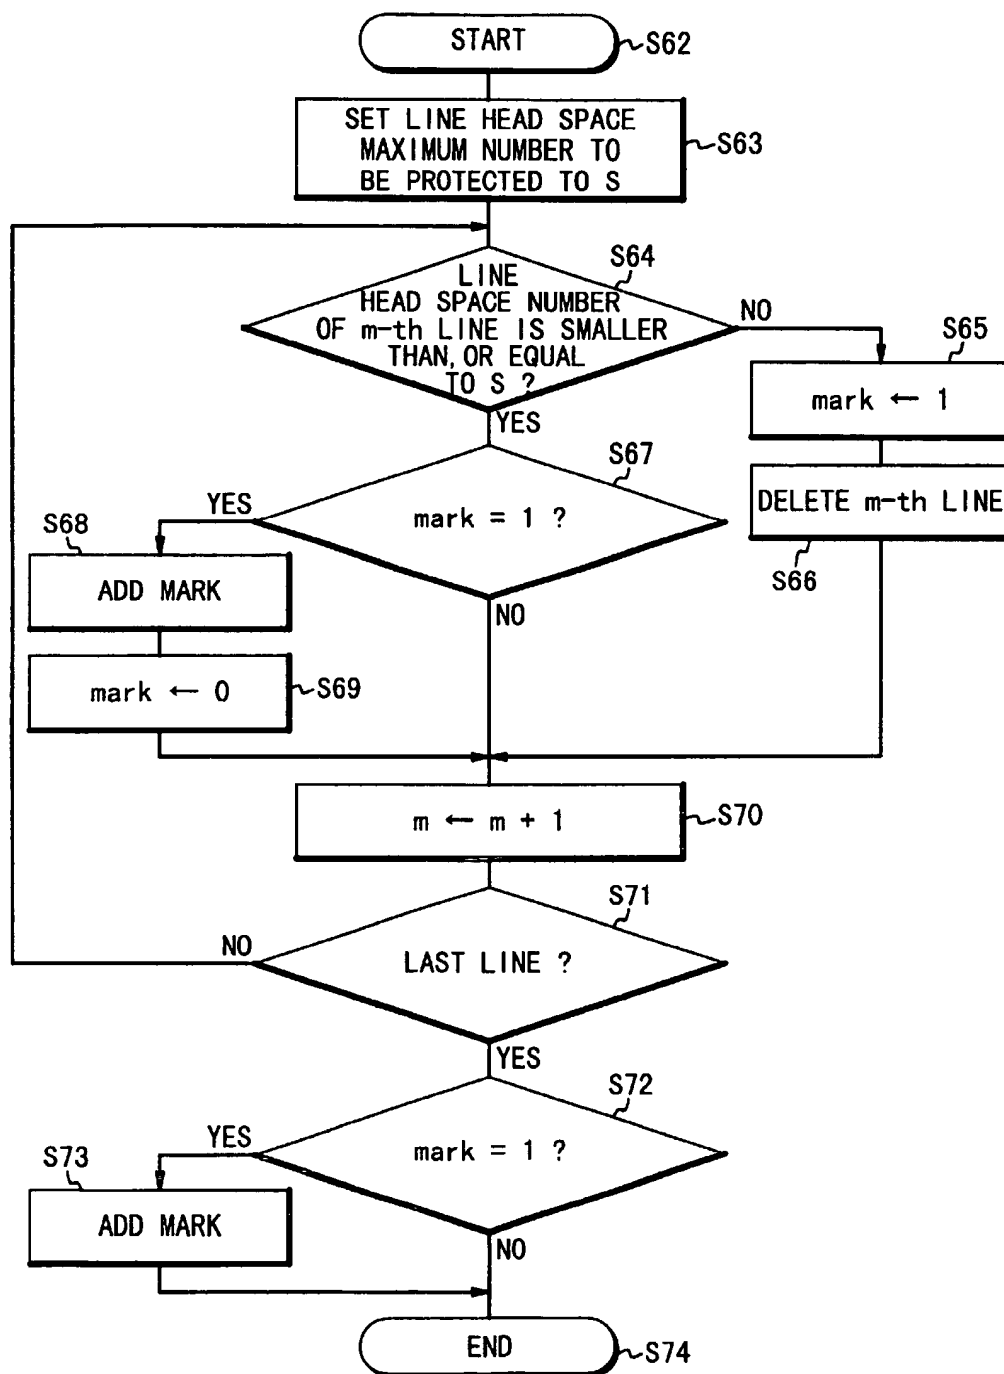 START
S62
SET LINE HEAD SPACE
MAXIMUM NUMBER TO
BE PROTECTED TO S
S63
S64
LINE
HEAD SPACE NUMBER
OF m-th LINE IS SMALLER
THAN, OR EQUAL
TO S ?
NO
YES
S65
mark ← 1
DELETE m-th LINE
S66
S67
mark = 1 ?
YES
NO
S68
ADD MARK
mark ← 0
S69
m ← m + 1
S70
S71
LAST LINE ?
NO
YES
S72
mark = 1 ?
YES
NO
S73
ADD MARK
END
S74